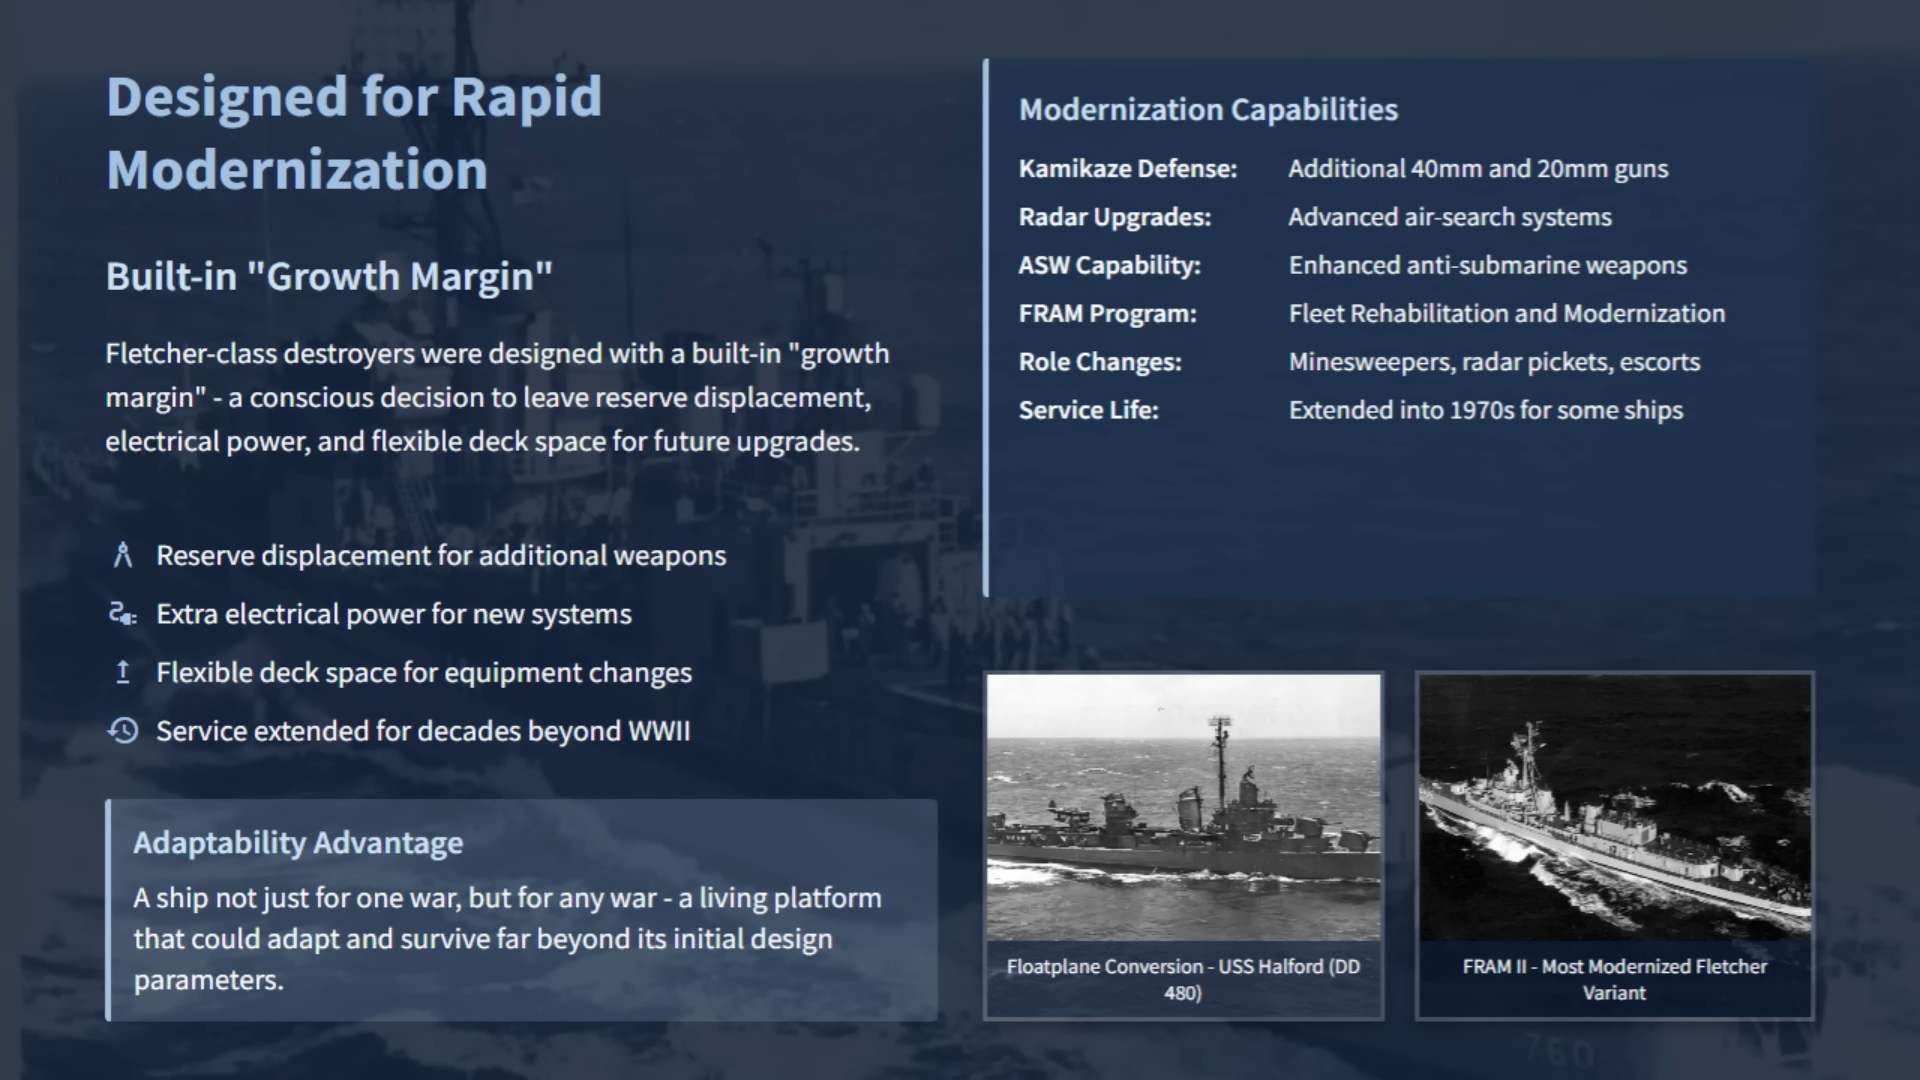 Designed for Rapid
Modernization
Built-in "Growth Margin"
Fletcher-class destroyers were designed with a built-in "growth
margin" - a conscious decision to leave reserve displacement,
electrical power, and flexible deck space for future upgrades.
Reserve displacement for additional weapons
Extra electrical power for new systems
Flexible deck space for equipment changes
Service extended for decades beyond WWII
Adaptability Advantage
A ship not just for one war, but for any war - a living platform
that could adapt and survive far beyond its initial design
parameters.
Modernization Capabilities
Kamikaze Defense: Additional 40mm and 20mm guns
Radar Upgrades: Advanced air-search systems
ASW Capability: Enhanced anti-submarine weapons
FRAM Program: Fleet Rehabilitation and Modernization
Role Changes: Minesweepers, radar pickets, escorts
Service Life: Extended into 1970s for some ships
Floatplane Conversion - USS Halford (DD
480)
FRAM II - Most Modernized Fletcher
Variant
760